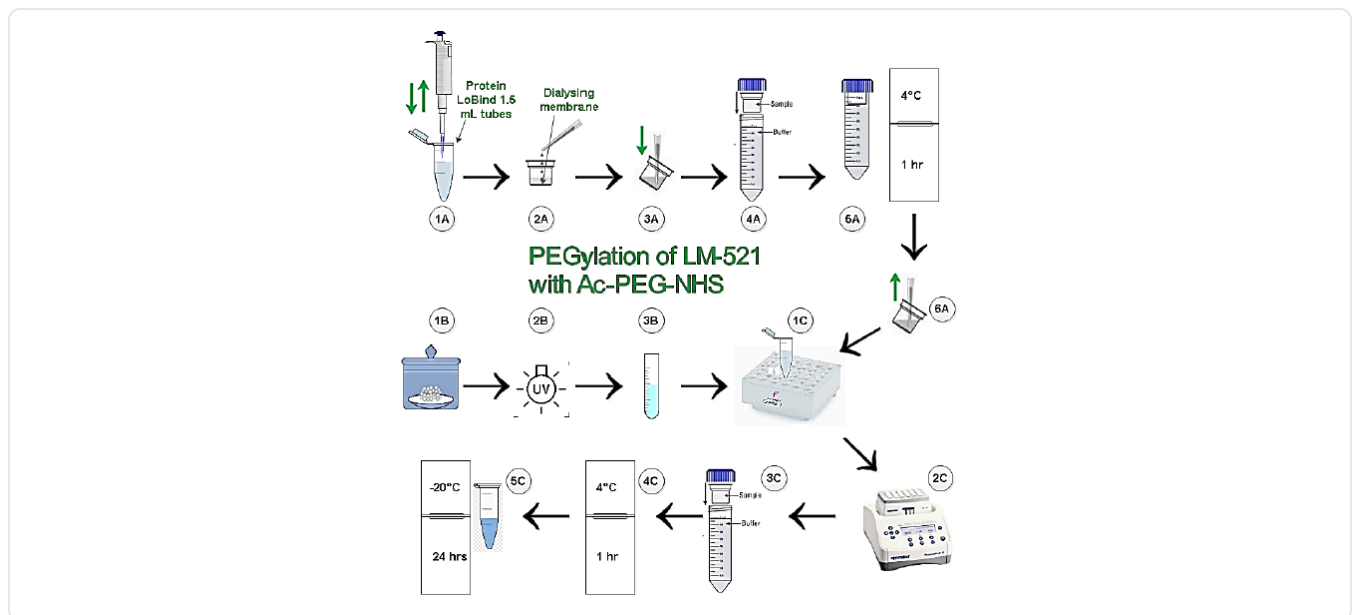 Protein
LoBind 1.5
mL tubes
Dialysing
membrane
Sample
Buffer
4°C
1 hr
1A
2A
3A
4A
5A
PEGylation of LM-521
with Ac-PEG-NHS
6A
1B
2B
3B
1C
UV
2C
3C
Sample
Buffer
4C
4°C
1 hr
5C
-20°C
24 hrs